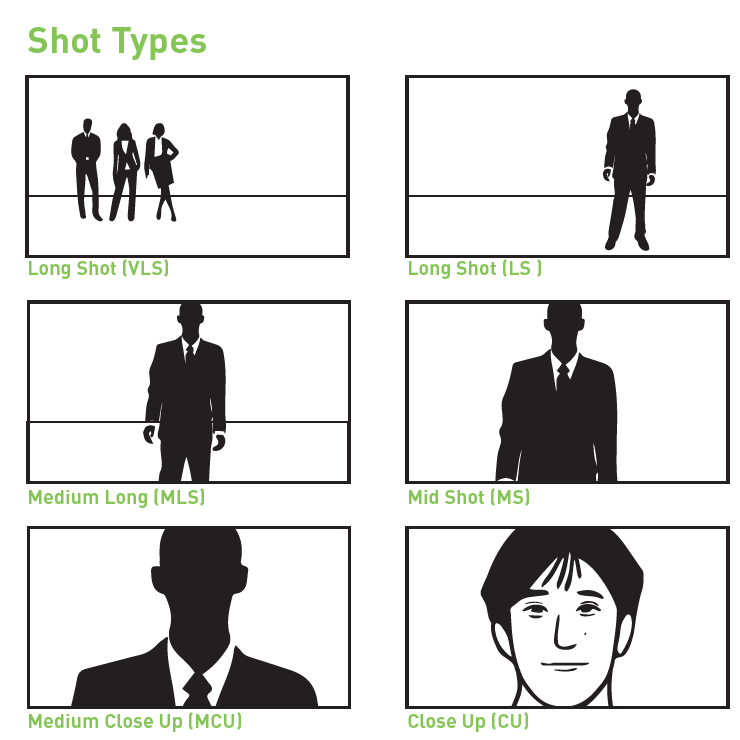 Shot Types
Long Shot (VLS)
Long Shot (LS )
Medium Long (MLS)
Mid Shot (MS)
Medium Close Up (MCU)
Close Up (CU)